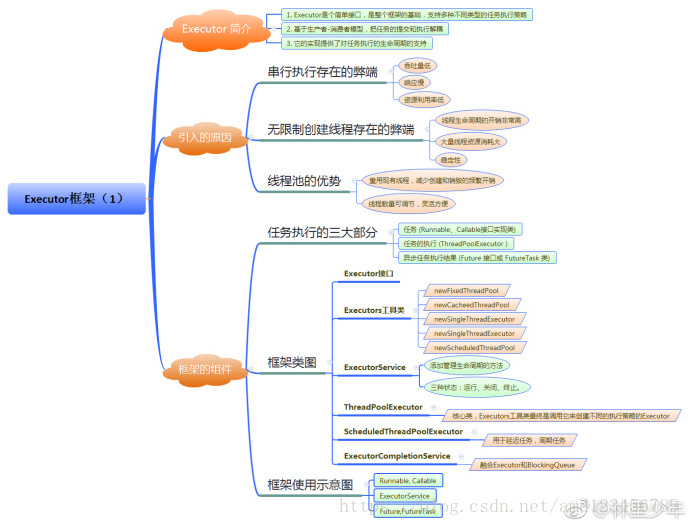 Executor框架（1）
Executor 简介
1. Executor是个简单接口，是整个框架的基础，支持多种不同类型的任务执行策略
2. 基于生产者-消费者模型，把任务的提交和执行解耦
3. 它的实现提供了对任务执行的生命周期的支持
引入的原因
串行执行存在的弊端
吞吐量低
响应慢
资源利用率低
无限制创建线程存在的弊端
线程生命周期的开销非常高
大量线程资源消耗大
稳定性
线程池的优势
重用现有线程，减少创建和销毁的频繁开销
线程数量可调节，灵活方便
框架的组件
任务执行的三大部分
任务 (Runnable、Callable接口实现类)
任务的执行 (ThreadPoolExecutor )
异步任务执行结果 (Future 接口或 FutureTask 类)
框架类图
Executor接口
Executors工具类
newFixedThreadPool
newCacheedThreadPool
newSingleThreadExecutor
newSingleThreadExecutor
newScheduledThreadPool
ExecutorService
添加管理生命周期的方法
三种状态：运行、关闭、终止。
ThreadPoolExecutor
核心类，Executors工具类最终是调用它来创建不同的执行策略的Executor
ScheduledThreadPoolExecutor
用于延迟任务，周期任务
ExecutorCompletionService
融合Executor和BlockingQueue
框架使用示意图
Runnable, Callable
ExecutorService
Future,FutureTask